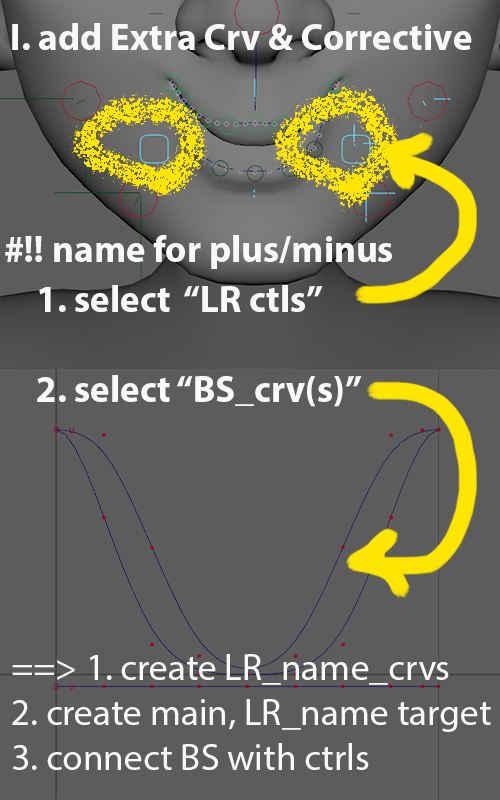 I. add Extra Crv & Corrective
#!! name for plus/minus
1. select “LR ctls”
2. select “BS_crv(s)”
==> 1. create LR_name_crvs
2. create main, LR_name target
3. connect BS with ctrls